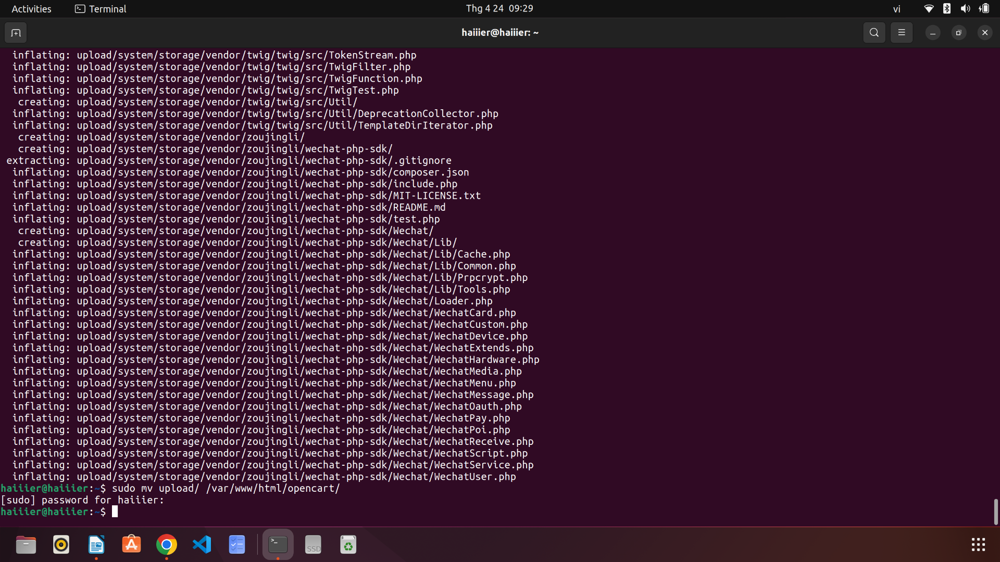 Activities
Terminal
Thg 4 24 09:29
vi
haiiier@haiiier: ~
inflating: upload/system/storage/vendor/twig/twig/src/TokenStream.php
inflating: upload/system/storage/vendor/twig/twig/src/TwigFilter.php
inflating: upload/system/storage/vendor/twig/twig/src/TwigFunction.php
inflating: upload/system/storage/vendor/twig/twig/src/TwigTest.php
creating: upload/system/storage/vendor/twig/twig/src/Util/
inflating: upload/system/storage/vendor/twig/twig/src/Util/DeprecationCollector.php
inflating: upload/system/storage/vendor/twig/twig/src/Util/TemplateDirIterator.php
creating: upload/system/storage/vendor/zoujingli/
creating: upload/system/storage/vendor/zoujingli/wechat-php-sdk/
extracting: upload/system/storage/vendor/zoujingli/wechat-php-sdk/.gitignore
inflating: upload/system/storage/vendor/zoujingli/wechat-php-sdk/composer.json
inflating: upload/system/storage/vendor/zoujingli/wechat-php-sdk/include.php
inflating: upload/system/storage/vendor/zoujingli/wechat-php-sdk/MIT-LICENSE.txt
inflating: upload/system/storage/vendor/zoujingli/wechat-php-sdk/README.md
inflating: upload/system/storage/vendor/zoujingli/wechat-php-sdk/test.php
creating: upload/system/storage/vendor/zoujingli/wechat-php-sdk/Wechat/
creating: upload/system/storage/vendor/zoujingli/wechat-php-sdk/Wechat/Lib/
inflating: upload/system/storage/vendor/zoujingli/wechat-php-sdk/Wechat/Lib/Cache.php
inflating: upload/system/storage/vendor/zoujingli/wechat-php-sdk/Wechat/Lib/Common.php
inflating: upload/system/storage/vendor/zoujingli/wechat-php-sdk/Wechat/Lib/Prpcrypt.php
inflating: upload/system/storage/vendor/zoujingli/wechat-php-sdk/Wechat/Lib/Tools.php
inflating: upload/system/storage/vendor/zoujingli/wechat-php-sdk/Wechat/Loader.php
inflating: upload/system/storage/vendor/zoujingli/wechat-php-sdk/Wechat/WechatCard.php
inflating: upload/system/storage/vendor/zoujingli/wechat-php-sdk/Wechat/WechatCustom.php
inflating: upload/system/storage/vendor/zoujingli/wechat-php-sdk/Wechat/WechatDevice.php
inflating: upload/system/storage/vendor/zoujingli/wechat-php-sdk/Wechat/WechatExtends.php
inflating: upload/system/storage/vendor/zoujingli/wechat-php-sdk/Wechat/WechatHardware.php
inflating: upload/system/storage/vendor/zoujingli/wechat-php-sdk/Wechat/WechatMedia.php
inflating: upload/system/storage/vendor/zoujingli/wechat-php-sdk/Wechat/WechatMenu.php
inflating: upload/system/storage/vendor/zoujingli/wechat-php-sdk/Wechat/WechatMessage.php
inflating: upload/system/storage/vendor/zoujingli/wechat-php-sdk/Wechat/WechatOauth.php
inflating: upload/system/storage/vendor/zoujingli/wechat-php-sdk/Wechat/WechatPay.php
inflating: upload/system/storage/vendor/zoujingli/wechat-php-sdk/Wechat/WechatPoi.php
inflating: upload/system/storage/vendor/zoujingli/wechat-php-sdk/Wechat/WechatReceive.php
inflating: upload/system/storage/vendor/zoujingli/wechat-php-sdk/Wechat/WechatScript.php
inflating: upload/system/storage/vendor/zoujingli/wechat-php-sdk/Wechat/WechatService.php
inflating: upload/system/storage/vendor/zoujingli/wechat-php-sdk/Wechat/WechatUser.php
haiiier@haiiier:~$ sudo mv upload/ /var/www/html/opencart/
[sudo] password for haiiier:
haiiier@haiiier:~$
SSD